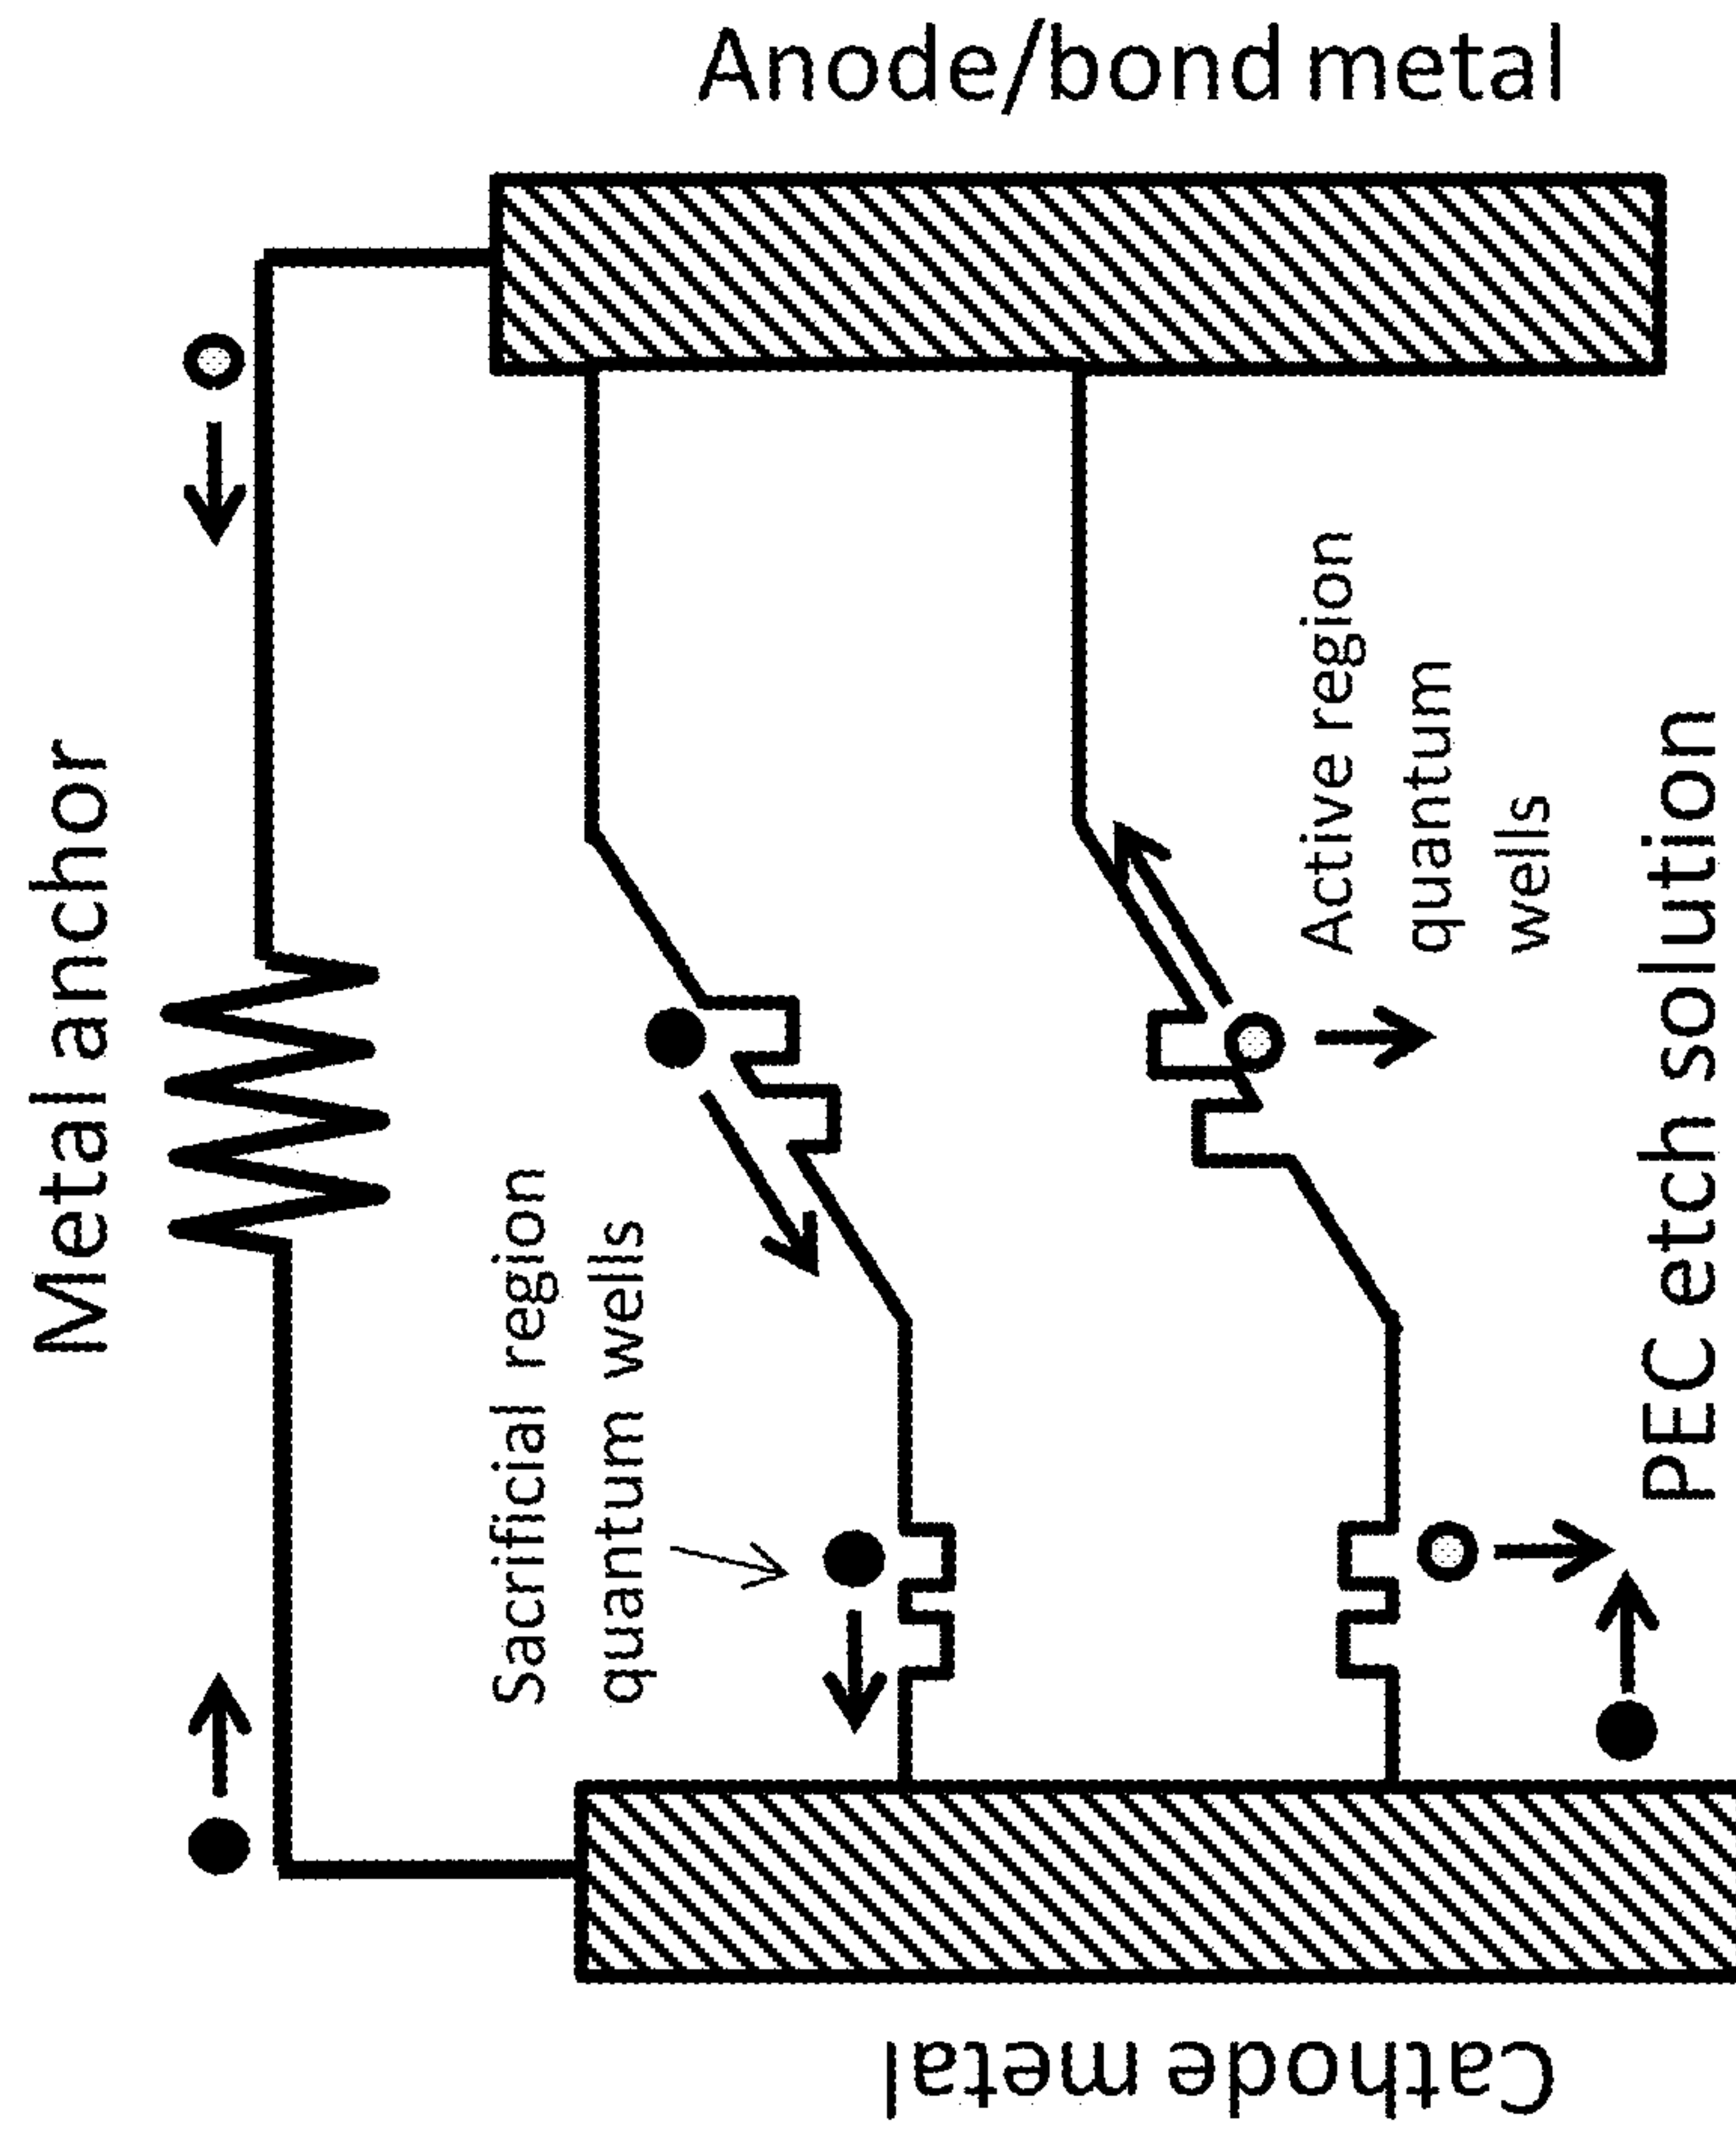 Anode/bond metal
Metal anchor
Sacrificial region
quantum wells
Active region
quantum
wells
PEC etch solution
Cathode metal